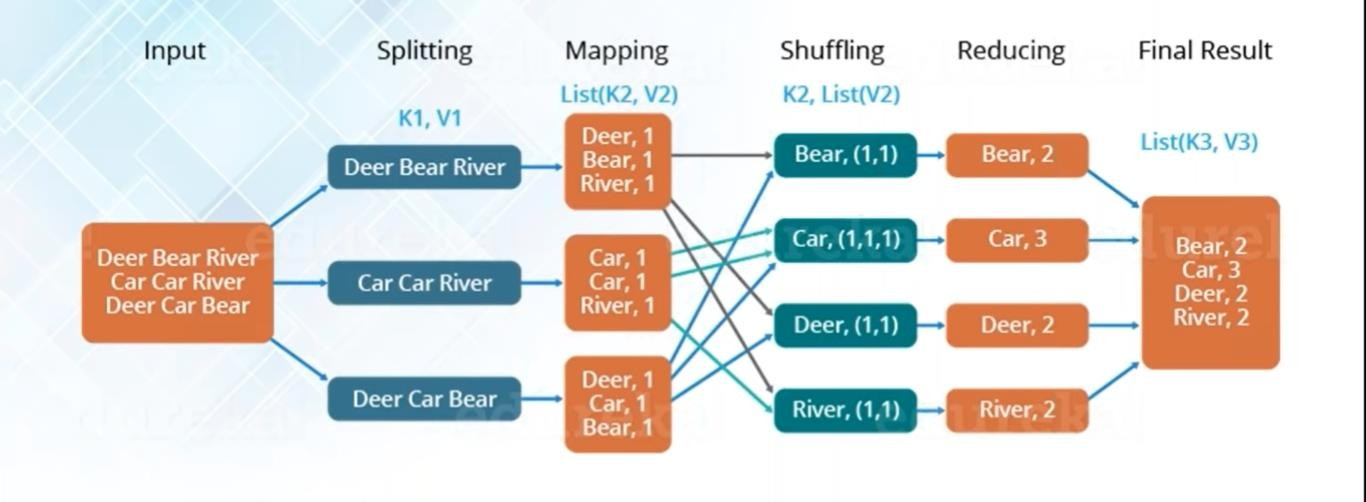 Input
Splitting
Mapping
Shuffling
Reducing
Final Result
K1, V1
List(K2, V2)
K2, List(V2)
List(K3, V3)
Deer Bear River
Car Car River
Deer Car Bear
Deer Bear River
Car Car River
Deer Car Bear
Deer, 1
Bear, 1
River, 1
Car, 1
Car, 1
River, 1
Deer, 1
Car, 1
Bear, 1
Bear, (1,1)
Car, (1,1,1)
Deer, (1,1)
River, (1,1)
Bear, 2
Car, 3
Deer, 2
River, 2
Bear, 2
Car, 3
Deer, 2
River, 2